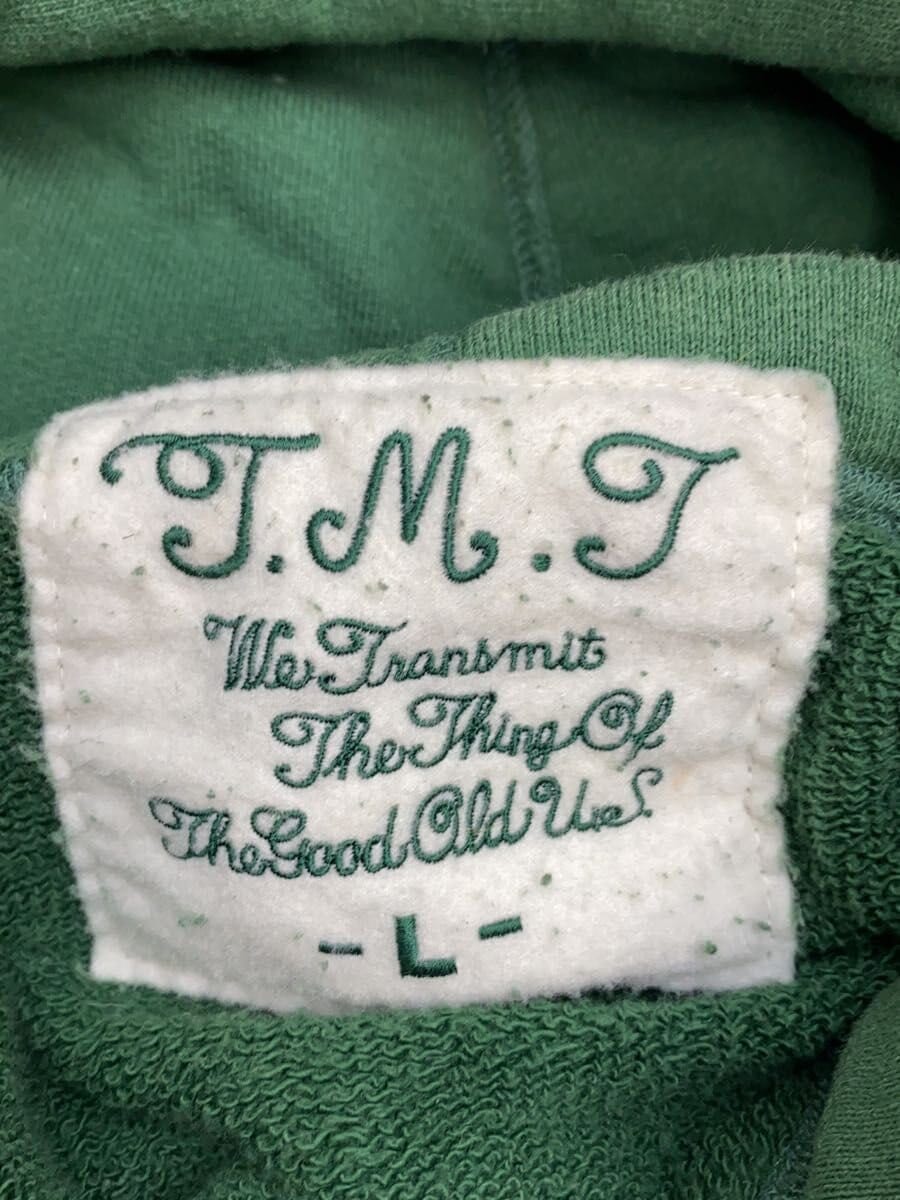 T.M.T
We Transmit
The Thing Of
The Good Old U.S.
- L -